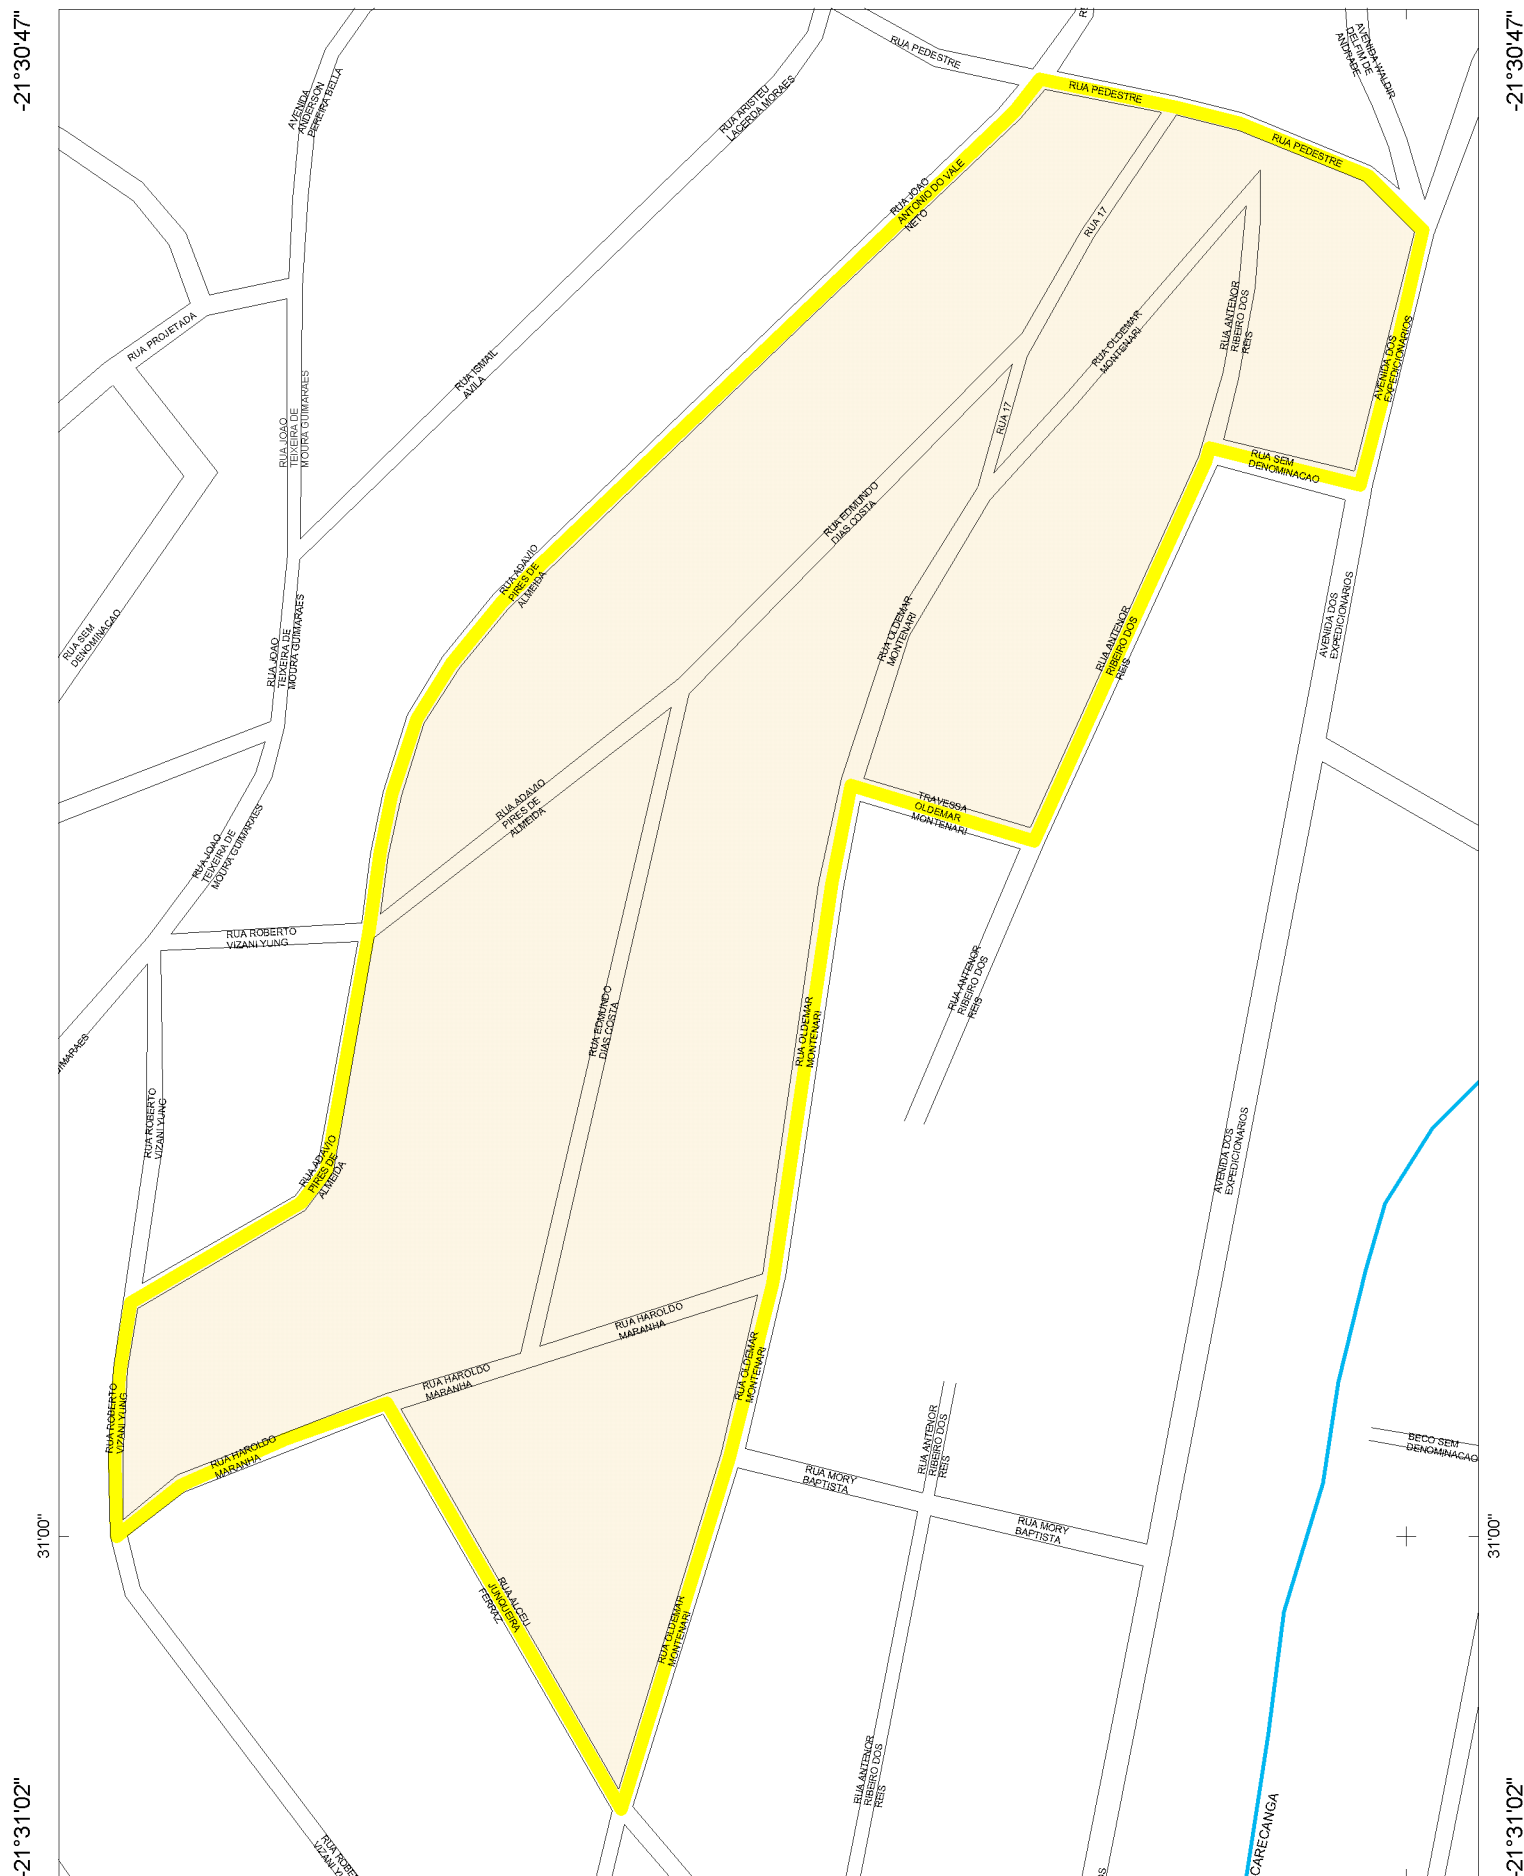 -21°30'47"
-21°30'47"
RUA PEDESTRE
AVENIDA WALDIR
DELFIM DE
ANDRADE
AVENIDA
ANDERSON
PEREIRA BELLA
RUA ARISTEU
LACERDA MORAES
RUA PEDESTRE
RUA PEDESTRE
RUA JOAO
ANTONIO DO VALE
NETO
RUA 17
RUA PROJETADA
RUA ISMAIL
AVILA
RUA OLDEMAR
MONTENARI
RUA ANTENOR
RIBEIRO DOS
REIS
AVENIDA DOS
EXPEDICIONARIOS
RUA JOAO
TEIXEIRA DE
MOURA GUIMARAES
RUA 17
RUA SEM
DENOMINACAO
RUA EDMUNDO
DIAS COSTA
RUA ADAVIO
PIRES DE
ALMEIDA
RUA SEM
DENOMINACAO
RUA JOAO
TEIXEIRA DE
MOURA GUIMARAES
RUA OLDEMAR
MONTENARI
RUA ANTENOR
RIBEIRO DOS
REIS
AVENIDA DOS
EXPEDICIONARIOS
RUA ADAVIO
PIRES DE
ALMEIDA
TRAVESSA
OLDEMAR
MONTENARI
RUA JOAO
TEIXEIRA DE
MOURA GUIMARAES
RUA ROBERTO
VIZANI YUNG
RUA ANTENOR
RIBEIRO DOS
REIS
RUA EDMUNDO
DIAS COSTA
RUA OLDEMAR
MONTENARI
IMARAES
RUA ROBERTO
VIZANI YUNG
RUA ADAVIO
PIRES DE
ALMEIDA
AVENIDA DOS
EXPEDICIONARIOS
RUA HAROLDO
MARANHA
RUA HAROLDO
MARANHA
RUA OLDEMAR
MONTENARI
RUA ROBERTO
VIZANI YUNG
RUA HAROLDO
MARANHA
RUA ANTENOR
RIBEIRO DOS
REIS
BECO SEM
DENOMINACAO
RUA MORY
BAPTISTA
RUA MORY
BAPTISTA
31'00"
31'00"
RUA ALCEU
JUNQUEIRA
FERRAZ
RUA OLDEMAR
MONTENARI
RUA ANTENOR
RIBEIRO DOS
REIS
RUA ROBE
VIZANI Y
CARECANGA
-21°31'02"
-21°31'02"